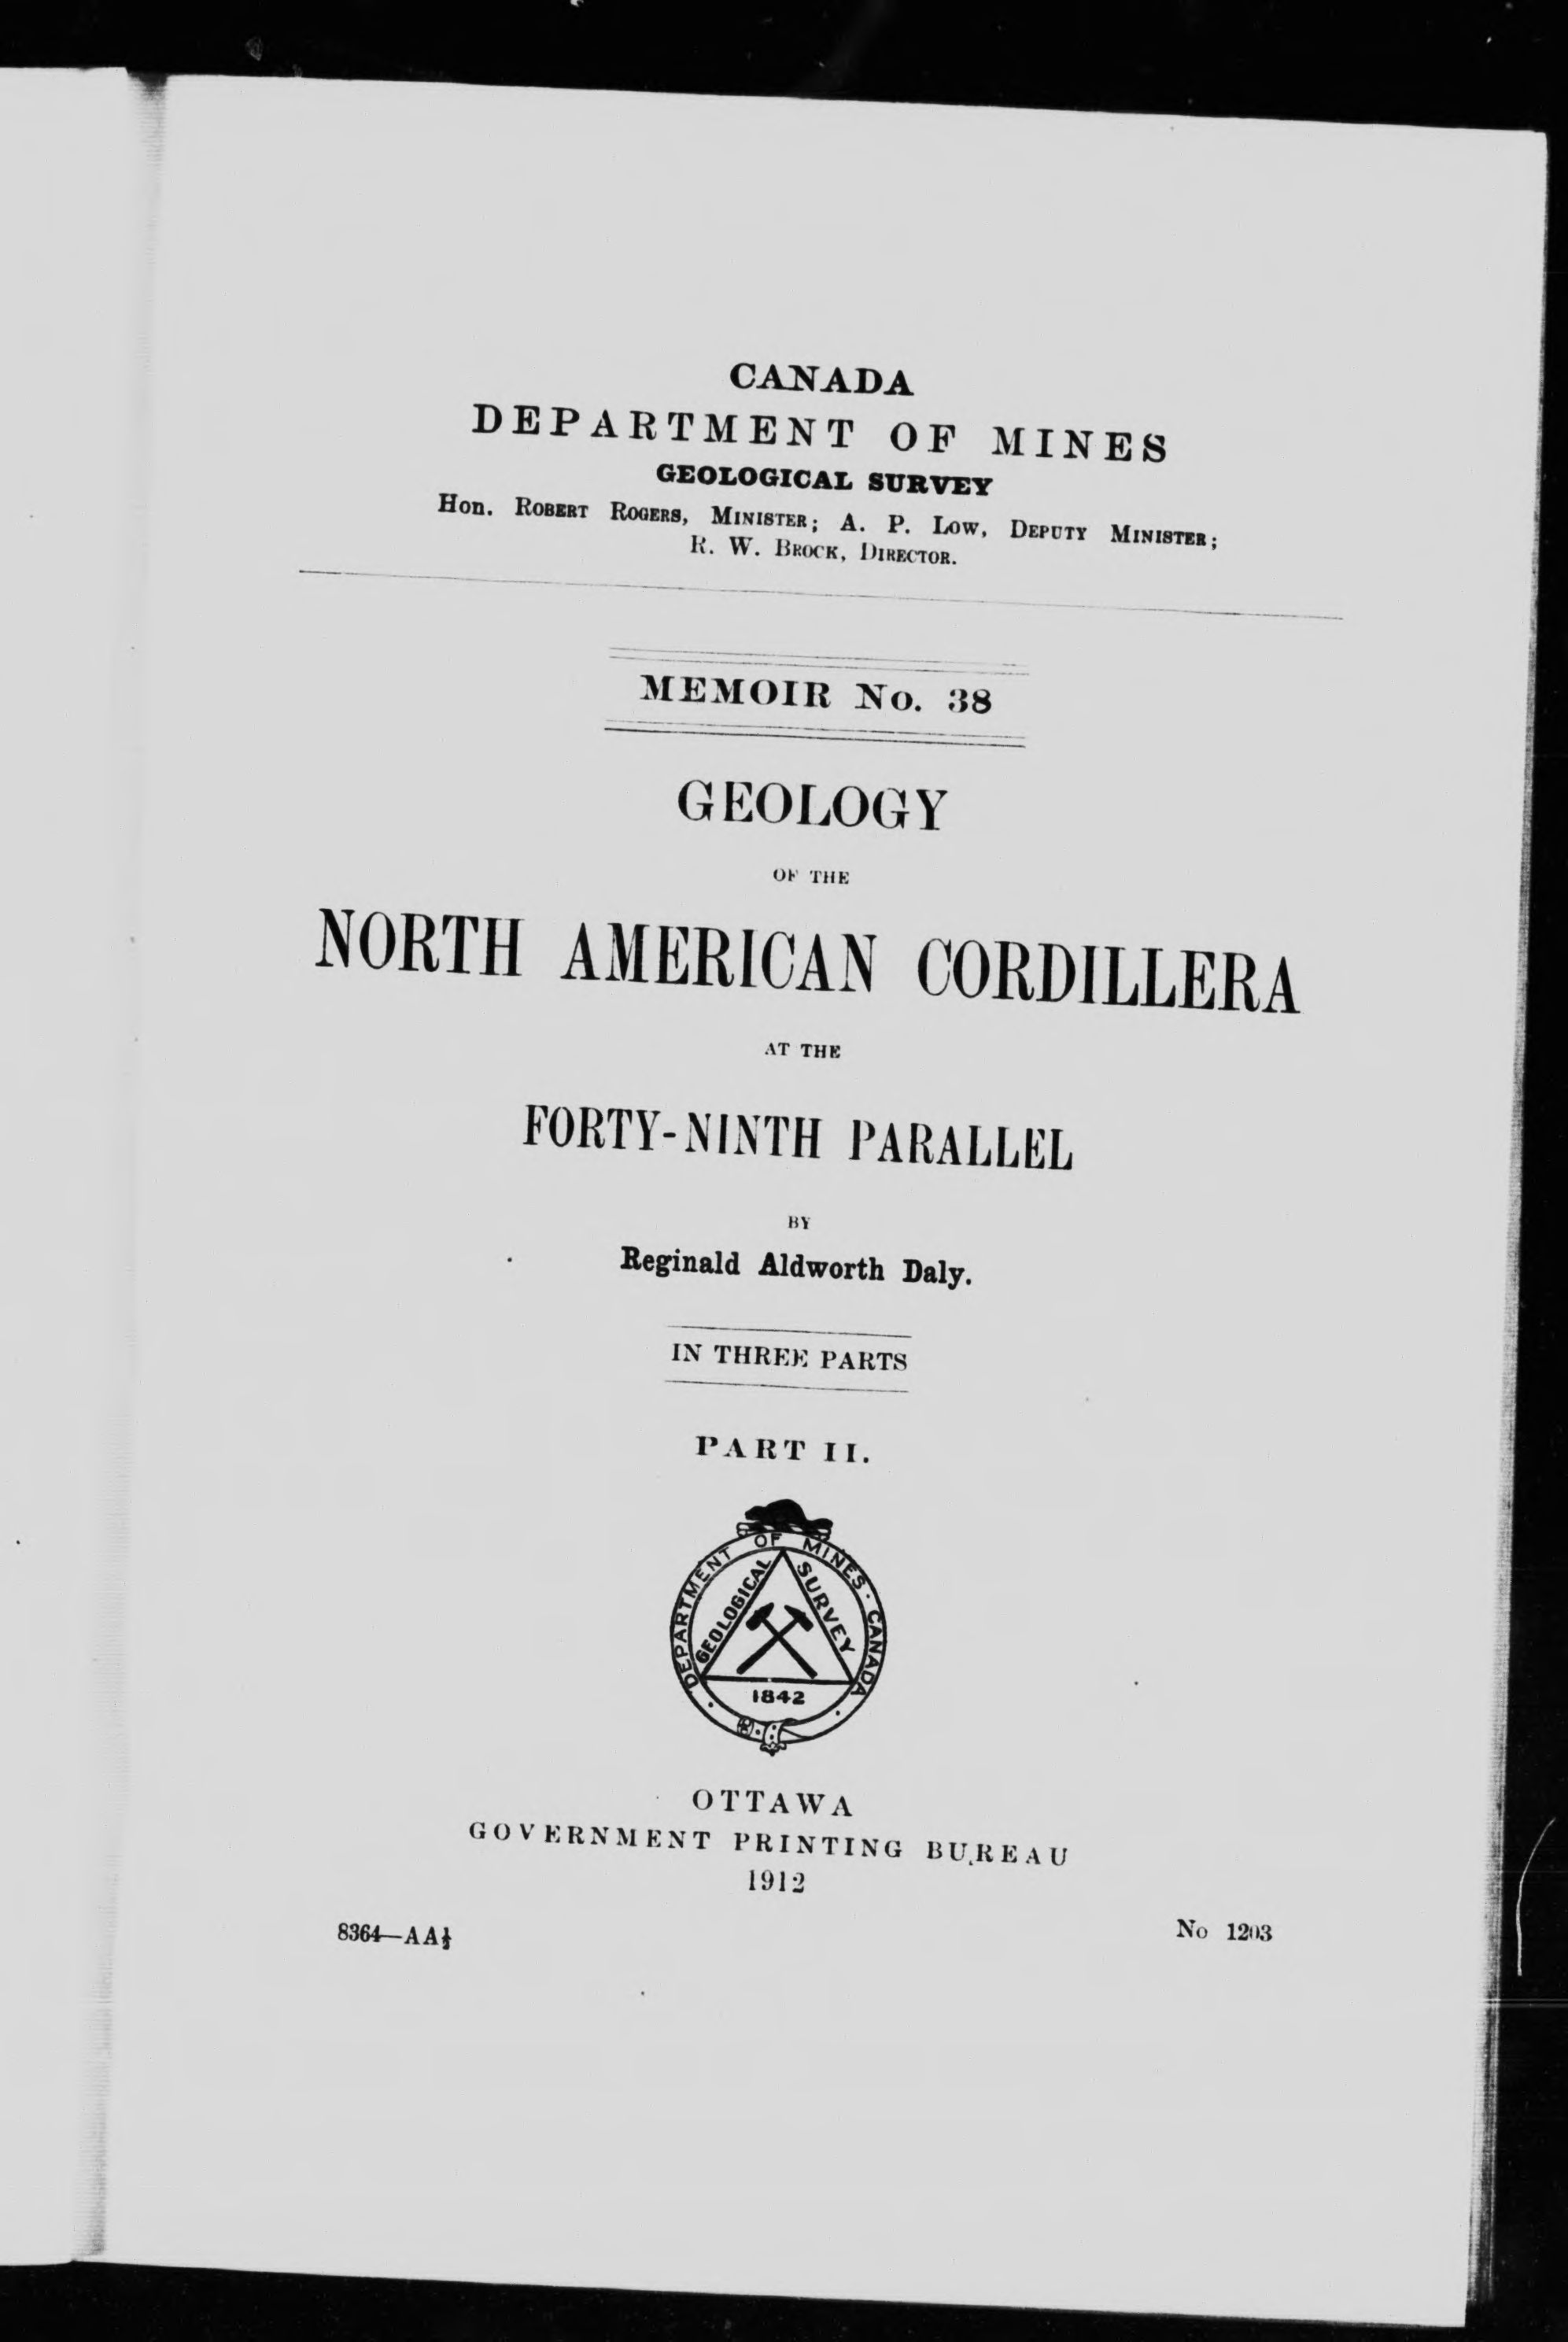 CANADA
DEPARTMENT OF MINES
GEOLOGICAL SURVEY
Hon. Robert Rogers, Minister; A. P. Low, Deputy Minister;
R. W. Brock, Director.
MEMOIR No. 38
GEOLOGY
OF THE
NORTH AMERICAN CORDILLERA
AT THE
FORTY-NINTH PARALLEL
BY
Reginald Aldworth Daly.
IN THREE PARTS
PART II.
DEPARTMENT OF MINES · CANADA
GEOLOGICAL SURVEY
1842
OTTAWA
GOVERNMENT PRINTING BUREAU
1912
8364—AA½
No 1203